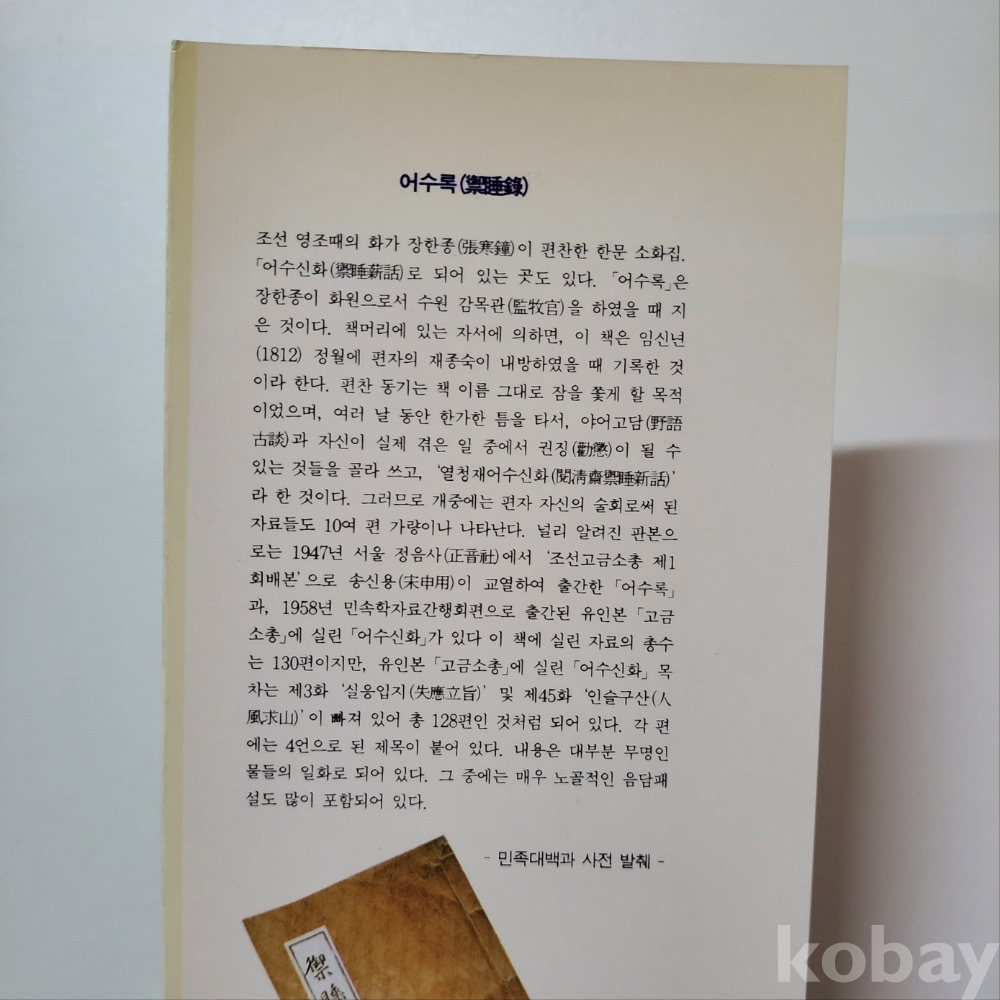 어수록(禦睡錄)
조선 영조때의 화가 장한종(張寒鐘)이 편찬한 한문 소화집.
「어수신화(禦睡薪話)로 되어 있는 곳도 있다. 「어수록」은
장한종이 화원으로서 수원 감목관(監牧官)을 하였을 때 지
은 것이다. 책머리에 있는 자서에 의하면, 이 책은 임신년
(1812) 정월에 편자의 재종숙이 내방하였을 때 기록한 것
이라 한다. 편찬 동기는 책 이름 그대로 잠을 쫓게 할 목적
이었으며, 여러 날 동안 한가한 틈을 타서, 야어고담(野語
古談)과 자신이 실제 겪은 일 중에서 권징(勸懲)이 될 수
있는 것들을 골라 쓰고, ‘열청재어수신화(閱淸齋禦睡新話)’
라 한 것이다. 그러므로 개중에는 편자 자신의 술회로써 된
자료들도 10여 편 가량이나 나타난다. 널리 알려진 판본으
로는 1947년 서울 정음사(正音社)에서 ‘조선고금소총 제1
회배본’으로 송신용(宋申用)이 교열하여 출간한 「어수록」
과, 1958년 민속학자료간행회편으로 출간된 유인본 「고금
소총」에 실린 「어수신화」가 있다 이 책에 실린 자료의 총수
는 130편이지만, 유인본 「고금소총」에 실린 「어수신화」 목
차는 제3화 ‘실응입지(失應立旨)’ 및 제45화 ‘인슬구산(人
風求山)’이 빠져 있어 총 128편인 것처럼 되어 있다. 각 편
에는 4언으로 된 제목이 붙어 있다. 내용은 대부분 무명인
물들의 일화로 되어 있다. 그 중에는 매우 노골적인 음담패
설도 많이 포함되어 있다.
- 민족대백과 사전 발췌 -
禦
睡
kobay